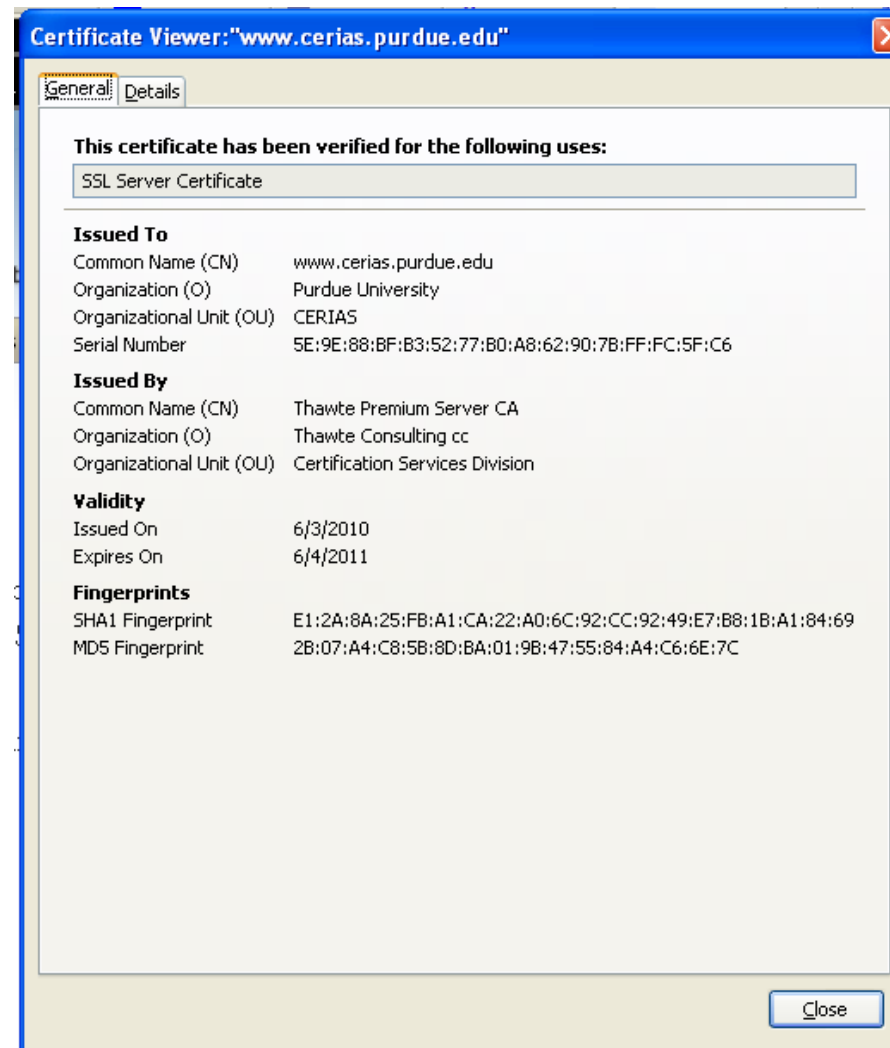 Certificate Viewer:"www.cerias.purdue.edu"
General Details
This certificate has been verified for the following uses:
SSL Server Certificate
Issued To
Common Name (CN) www.cerias.purdue.edu
Organization (O) Purdue University
Organizational Unit (OU) CERIAS
Serial Number 5E:9E:88:BF:B3:52:77:B0:A8:62:90:7B:FF:FC:5F:C6
Issued By
Common Name (CN) Thawte Premium Server CA
Organization (O) Thawte Consulting cc
Organizational Unit (OU) Certification Services Division
Validity
Issued On 6/3/2010
Expires On 6/4/2011
Fingerprints
SHA1 Fingerprint E1:2A:8A:25:FB:A1:CA:22:A0:6C:92:CC:92:49:E7:B8:1B:A1:84:69
MD5 Fingerprint 2B:07:A4:C8:5B:8D:BA:01:9B:47:55:84:A4:C6:6E:7C
Close